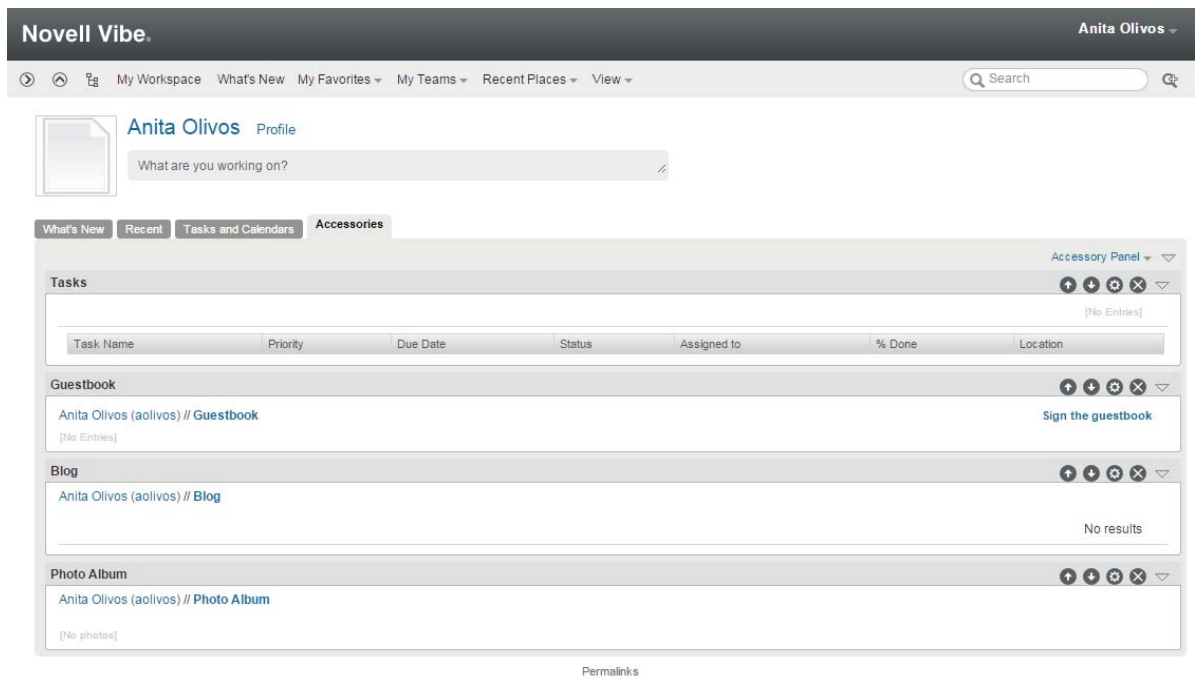 Novell Vibe.
Anita Olivos
My Workspace What's New My Favorites My Teams Recent Places View Search
Anita Olivos Profile
What are you working on?
What's New Recent Tasks and Calendars Accessories
Accessory Panel
Tasks
[No Entries]
Task Name Priority Due Date Status Assigned to % Done Location
Guestbook
Anita Olivos (aolivos) // Guestbook Sign the guestbook
[No Entries]
Blog
Anita Olivos (aolivos) // Blog
No results
Photo Album
Anita Olivos (aolivos) // Photo Album
[No photos]
Permalinks